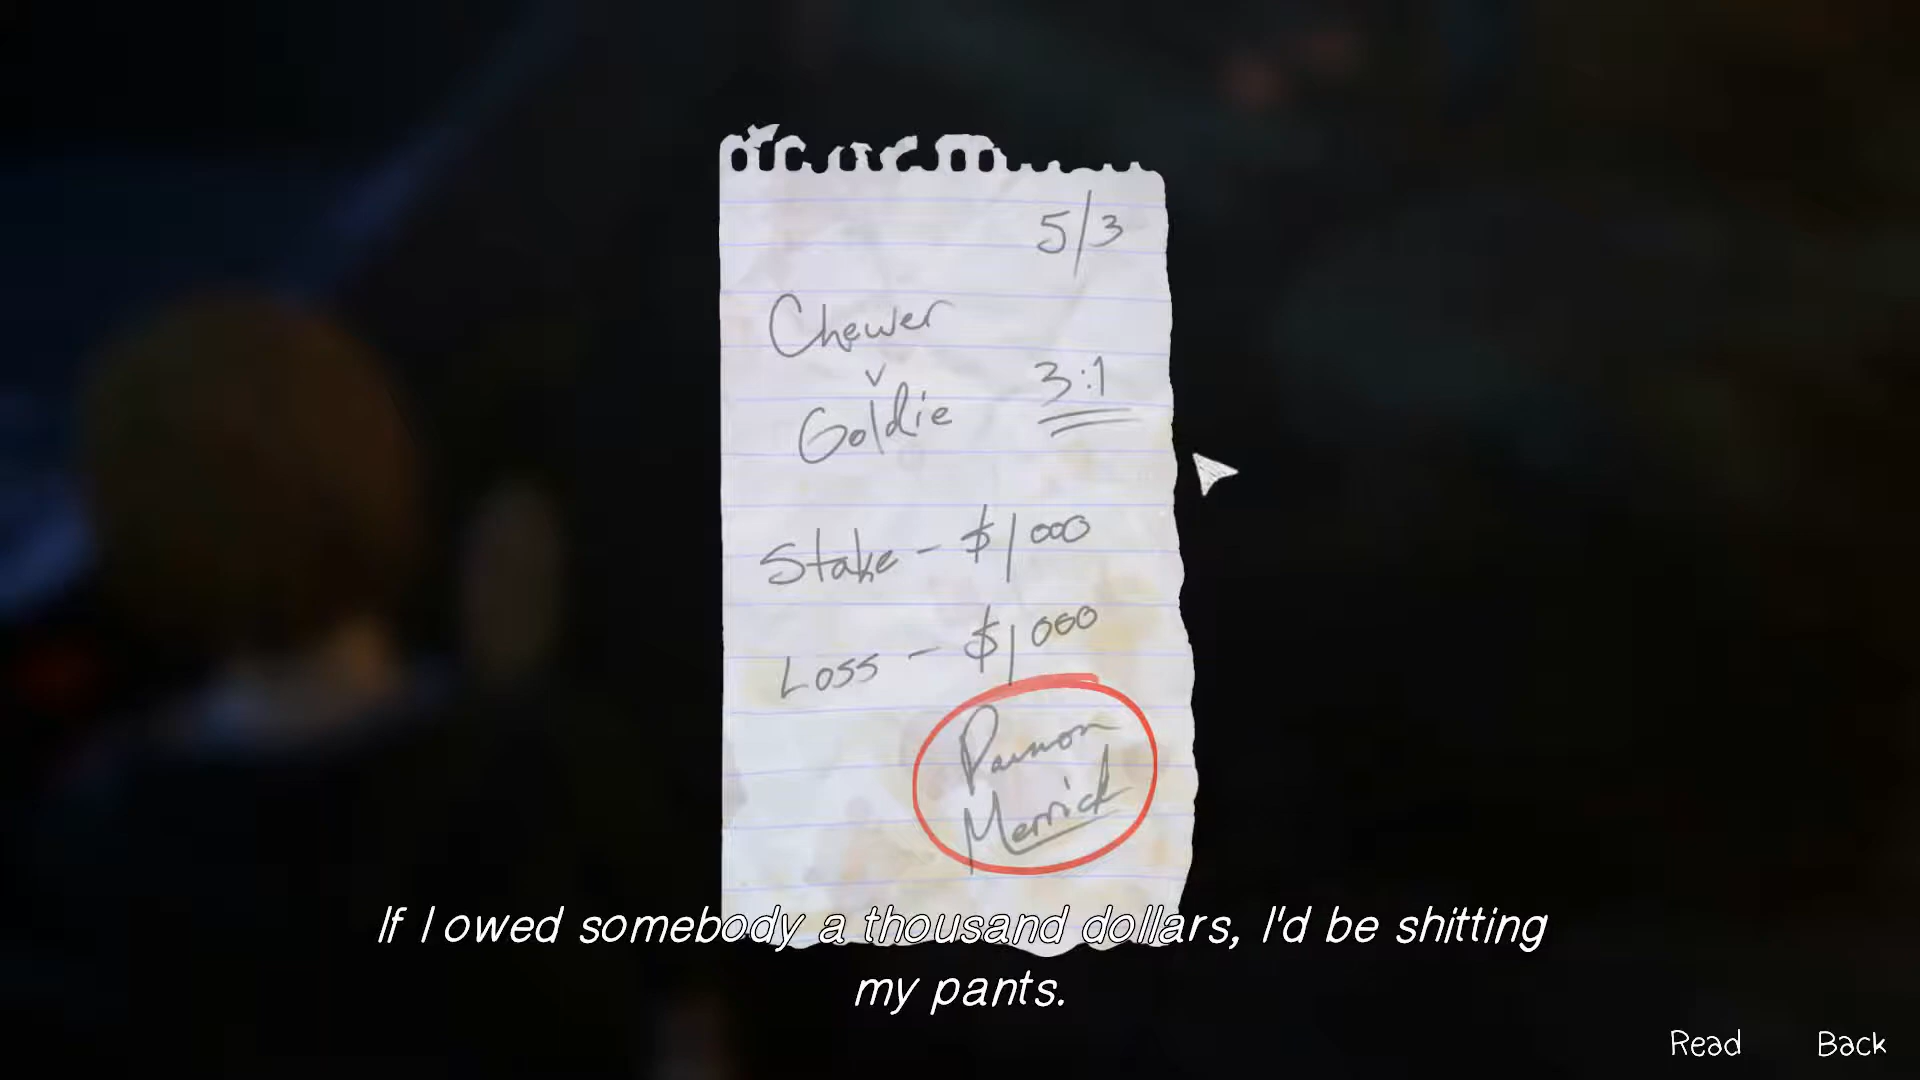 5/3
Chewer
v
Goldie 3:1
Stake - $1000
Loss - $1000
Damon
Merrick
If I owed somebody a thousand dollars, I'd be shitting
my pants.
Read Back